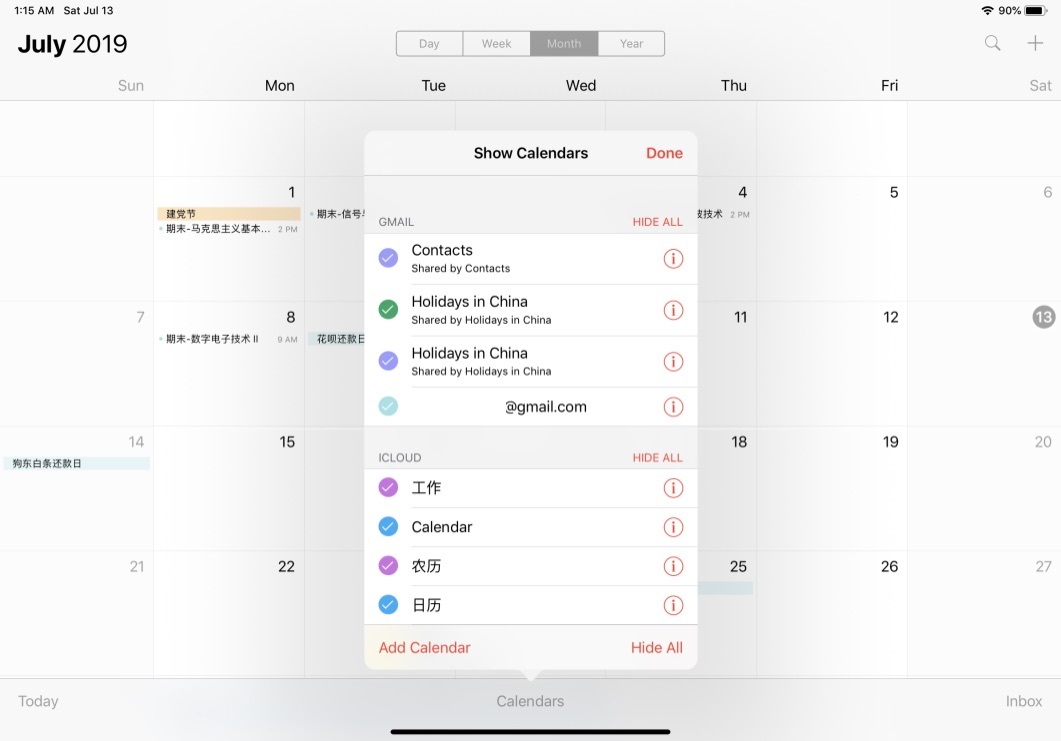 1:15 AM Sat Jul 13
90%
July 2019
Day Week Month Year
Sun Mon Tue Wed Thu Fri Sat
Show Calendars Done
GMAIL HIDE ALL
Contacts
Shared by Contacts
Holidays in China
Shared by Holidays in China
Holidays in China
Shared by Holidays in China
@gmail.com
ICLOUD HIDE ALL
工作
Calendar
农历
日历
Add Calendar Hide All
1 4 5 6
建党节
期末-马克思主义基本... 2 PM
期末-信号
技术 2 PM
7 8 11 12 13
期末-数字电子技术 II 9 AM
花呗还款日
14 15 18 19 20
狗东白条还款日
21 22 25 26 27
Today Calendars Inbox